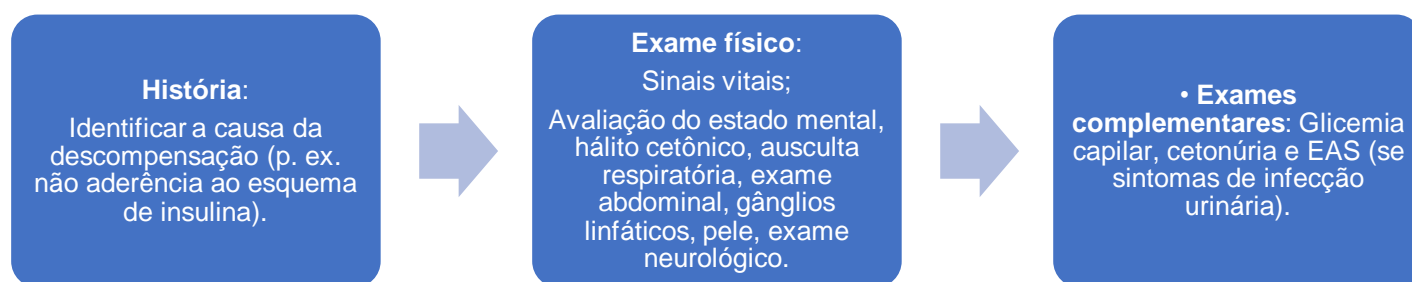 História:
Identificar a causa da
descompensação (p. ex.
não aderência ao esquema
de insulina).
Exame físico:
Sinais vitais;
Avaliação do estado mental,
hálito cetônico, ausculta
respiratória, exame
abdominal, gânglios
linfáticos, pele, exame
neurológico.
• Exames
complementares: Glicemia
capilar, cetonúria e EAS (se
sintomas de infecção
urinária).